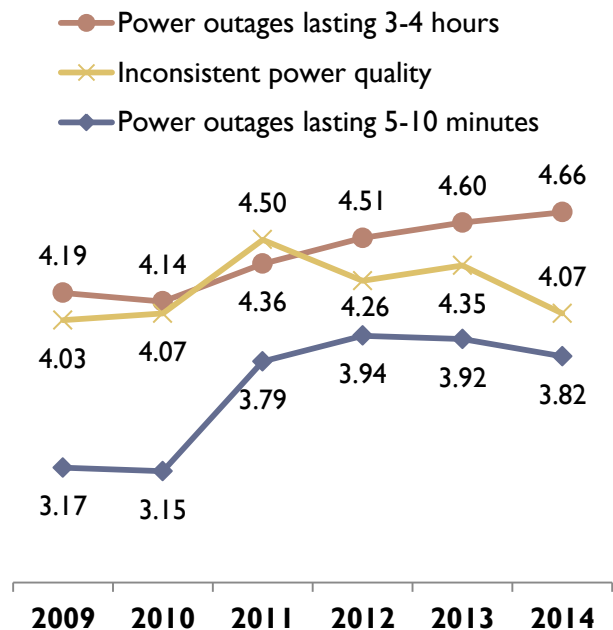 Power outages lasting 3-4 hours
Inconsistent power quality
Power outages lasting 5-10 minutes
4.19 4.14 4.36 4.51 4.60 4.66
4.03 4.07 4.50 4.26 4.35 4.07
3.17 3.15 3.79 3.94 3.92 3.82
2009 2010 2011 2012 2013 2014